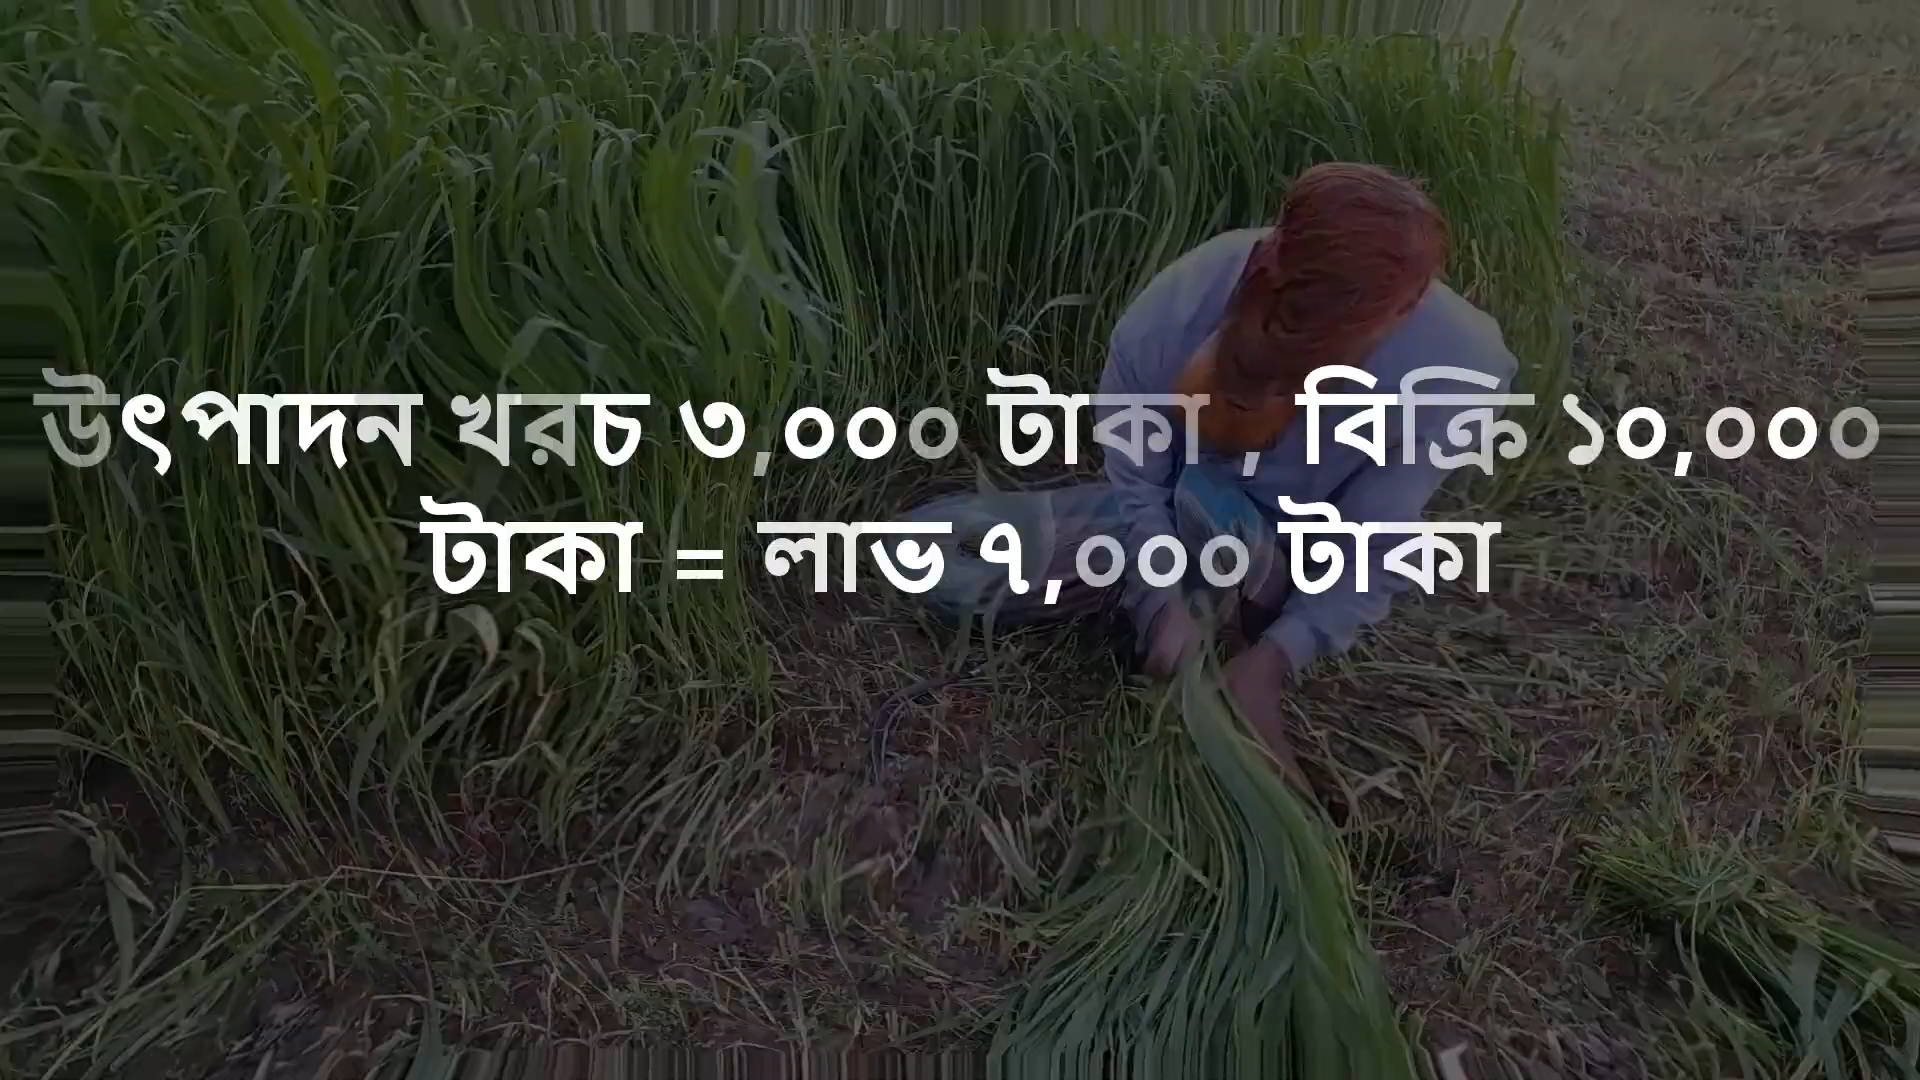 উৎপাদন খরচ ৩,০০০ টাকা , বিক্রি ১০,০০০
টাকা = লাভ ৭,০০০ টাকা